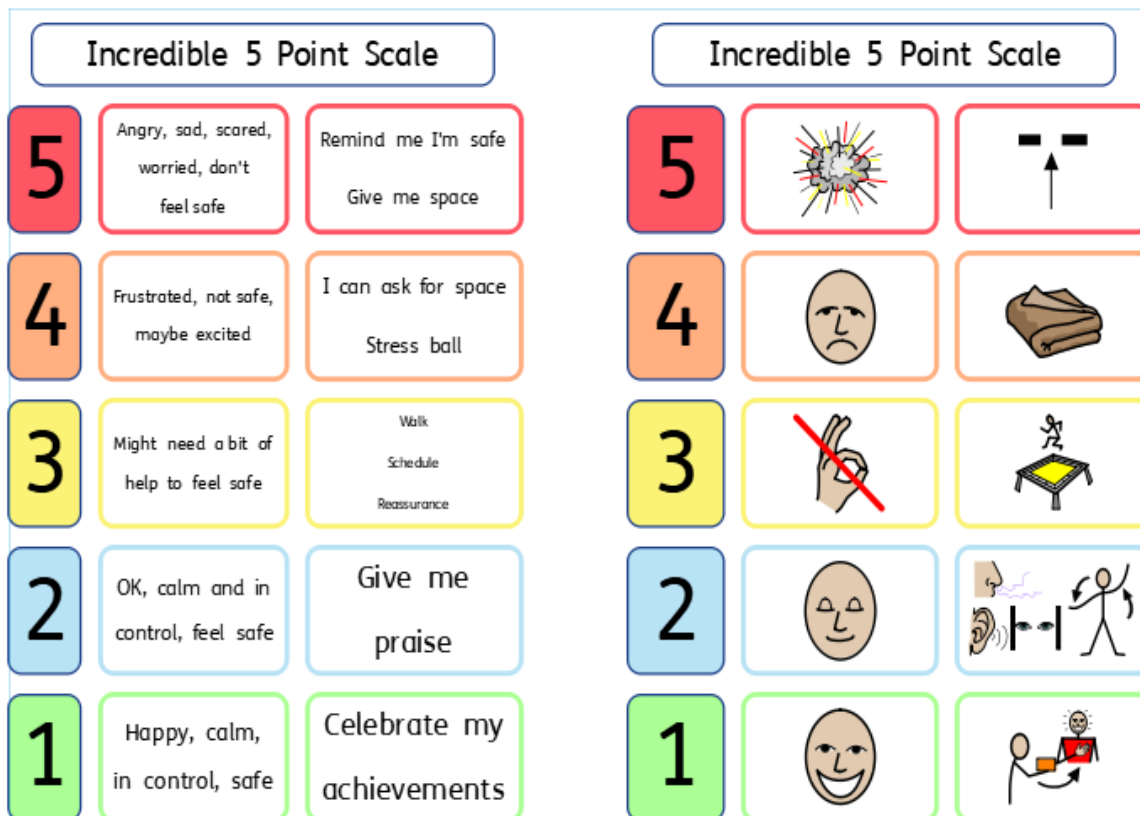 Incredible 5 Point Scale
5
Angry, sad, scared,
worried, don't
feel safe
Remind me I'm safe
Give me space
4
Frustrated, not safe,
maybe excited
I can ask for space
Stress ball
3
Might need a bit of
help to feel safe
Walk
Schedule
Reassurance
2
OK, calm and in
control, feel safe
Give me
praise
1
Happy, calm,
in control, safe
Celebrate my
achievements
Incredible 5 Point Scale
5
4
3
2
1